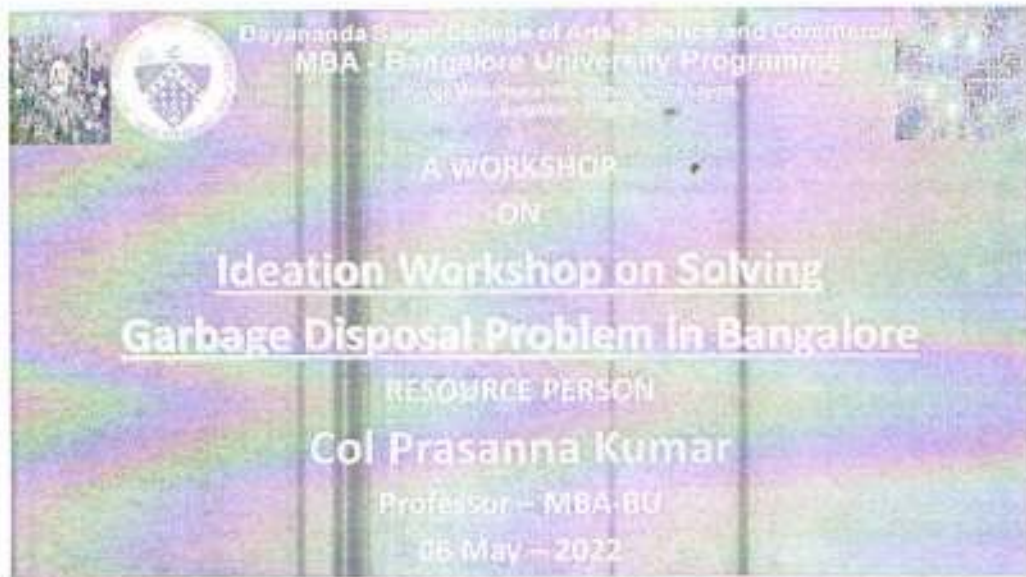 Dayananda Sagar College of Arts, Science and Commerce
MBA - Bangalore University Programme
A WORKSHOP
ON
Ideation Workshop on Solving
Garbage Disposal Problem in Bangalore
RESOURCE PERSON
Col Prasanna Kumar
Professor – MBA-BU
06 May – 2022